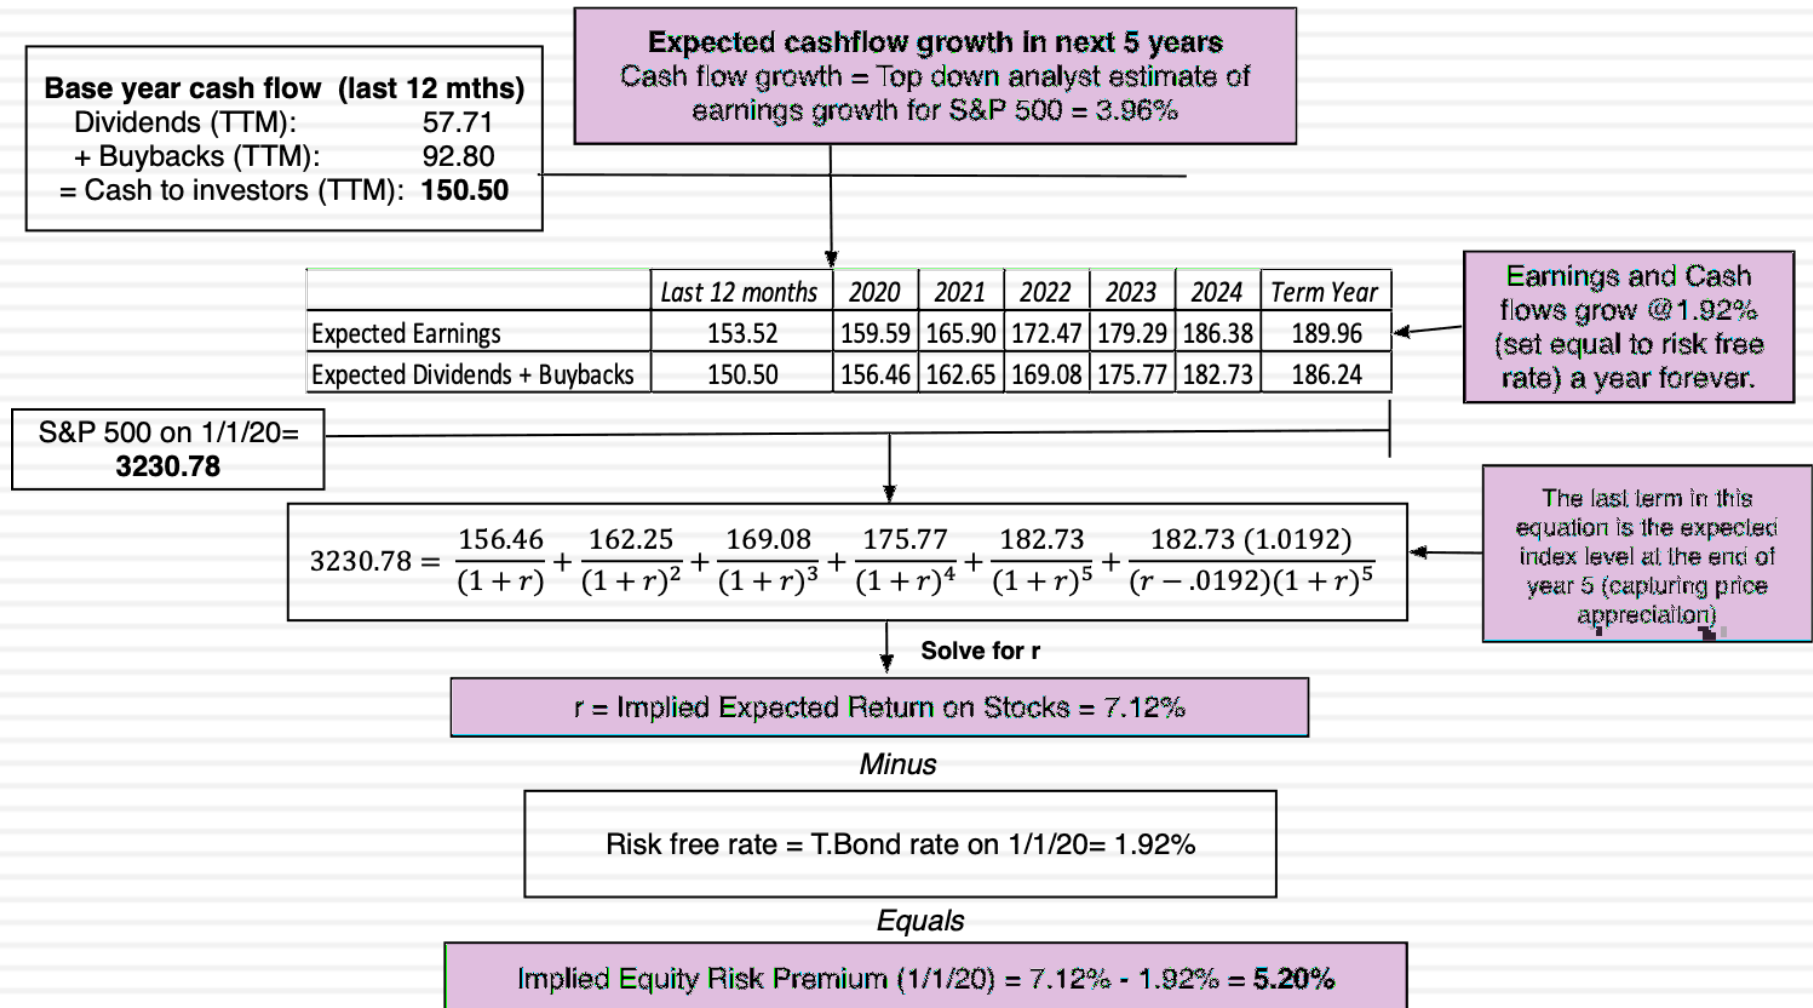 Expected cashflow growth in next 5 years
Cash flow growth = Top down analyst estimate of
earnings growth for S&P 500 = 3.96%
Base year cash flow (last 12 mths)
Dividends (TTM): 57.71
+ Buybacks (TTM): 92.80
= Cash to investors (TTM): 150.50
Last 12 months 2020 2021 2022 2023 2024 Term Year
Expected Earnings 153.52 159.59 165.90 172.47 179.29 186.38 189.96
Expected Dividends + Buybacks 150.50 156.46 162.65 169.08 175.77 182.73 186.24
Earnings and Cash
flows grow @1.92%
(set equal to risk free
rate) a year forever.
S&P 500 on 1/1/20=
3230.78
3230.78 = 156.46/(1 + r) + 162.25/(1 + r)² + 169.08/(1 + r)³ + 175.77/(1 + r)⁴ + 182.73/(1 + r)⁵ + 182.73 (1.0192)/(r − .0192)(1 + r)⁵
The last term in this
equation is the expected
index level at the end of
year 5 (capturing price
appreciation)
Solve for r
r = Implied Expected Return on Stocks = 7.12%
Minus
Risk free rate = T.Bond rate on 1/1/20= 1.92%
Equals
Implied Equity Risk Premium (1/1/20) = 7.12% - 1.92% = 5.20%